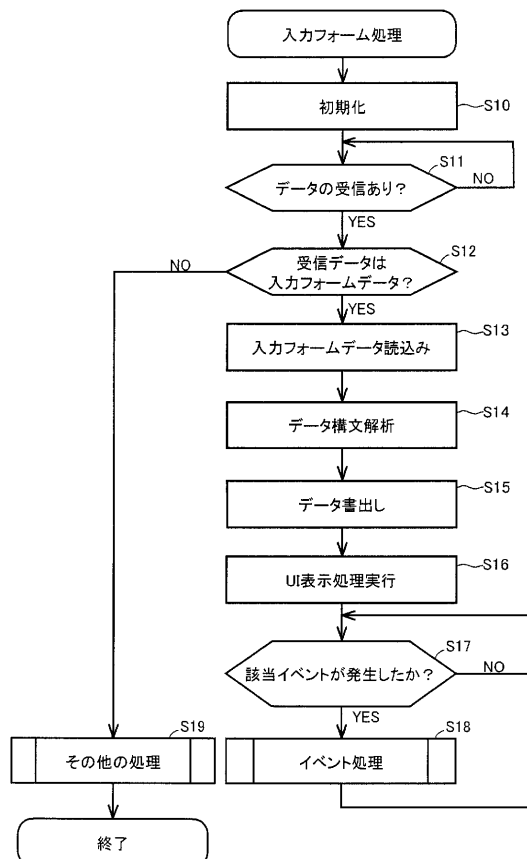 入力フォーム処理
初期化
S10
データの受信あり?
S11
NO
YES
受信データは
入力フォームデータ?
S12
NO
YES
入力フォームデータ読込み
S13
データ構文解析
S14
データ書出し
S15
UI表示処理実行
S16
該当イベントが発生したか?
S17
NO
YES
イベント処理
S18
その他の処理
S19
終了